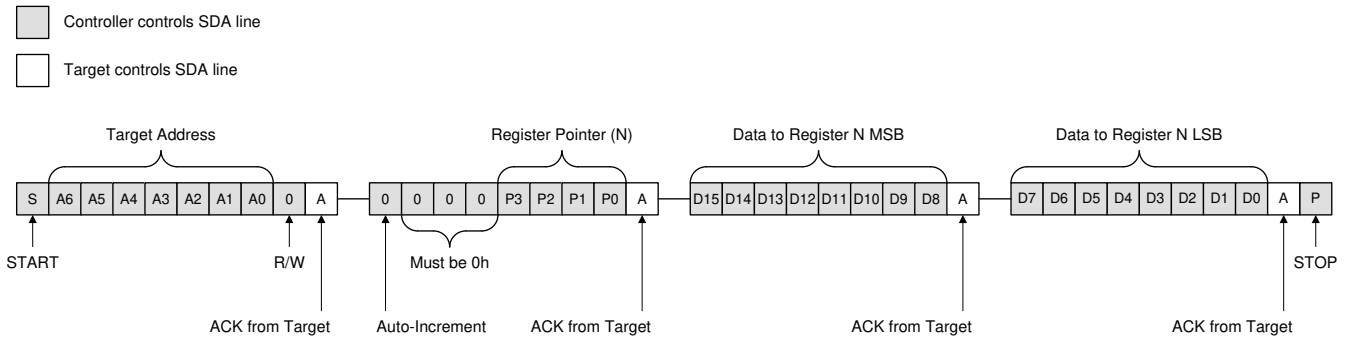 Controller controls SDA line
Target controls SDA line
Target Address
Register Pointer (N)
Data to Register N MSB
Data to Register N LSB
S A6 A5 A4 A3 A2 A1 A0 0 A 0 0 0 0 P3 P2 P1 P0 A D15 D14 D13 D12 D11 D10 D9 D8 A D7 D6 D5 D4 D3 D2 D1 D0 A P
START
R/W
Must be 0h
STOP
ACK from Target
Auto-Increment
ACK from Target
ACK from Target
ACK from Target